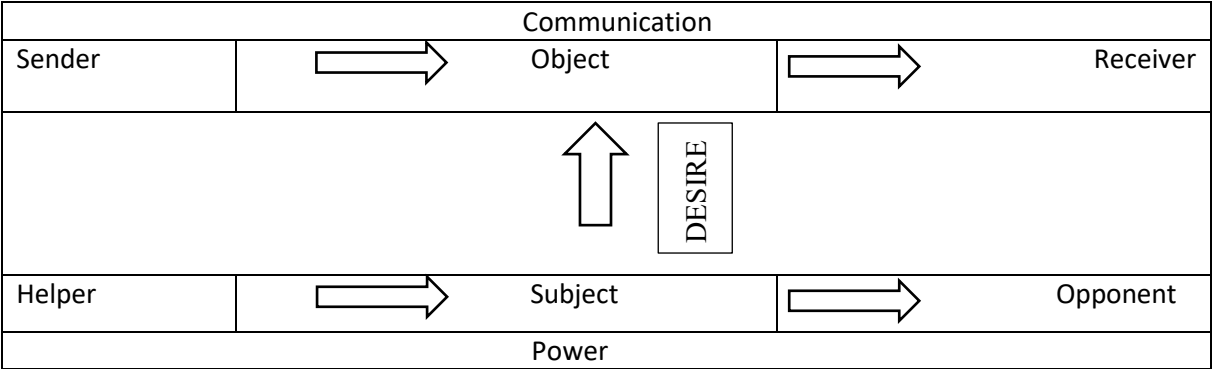 Communication
Sender Object Receiver
DESIRE
Helper Subject Opponent
Power